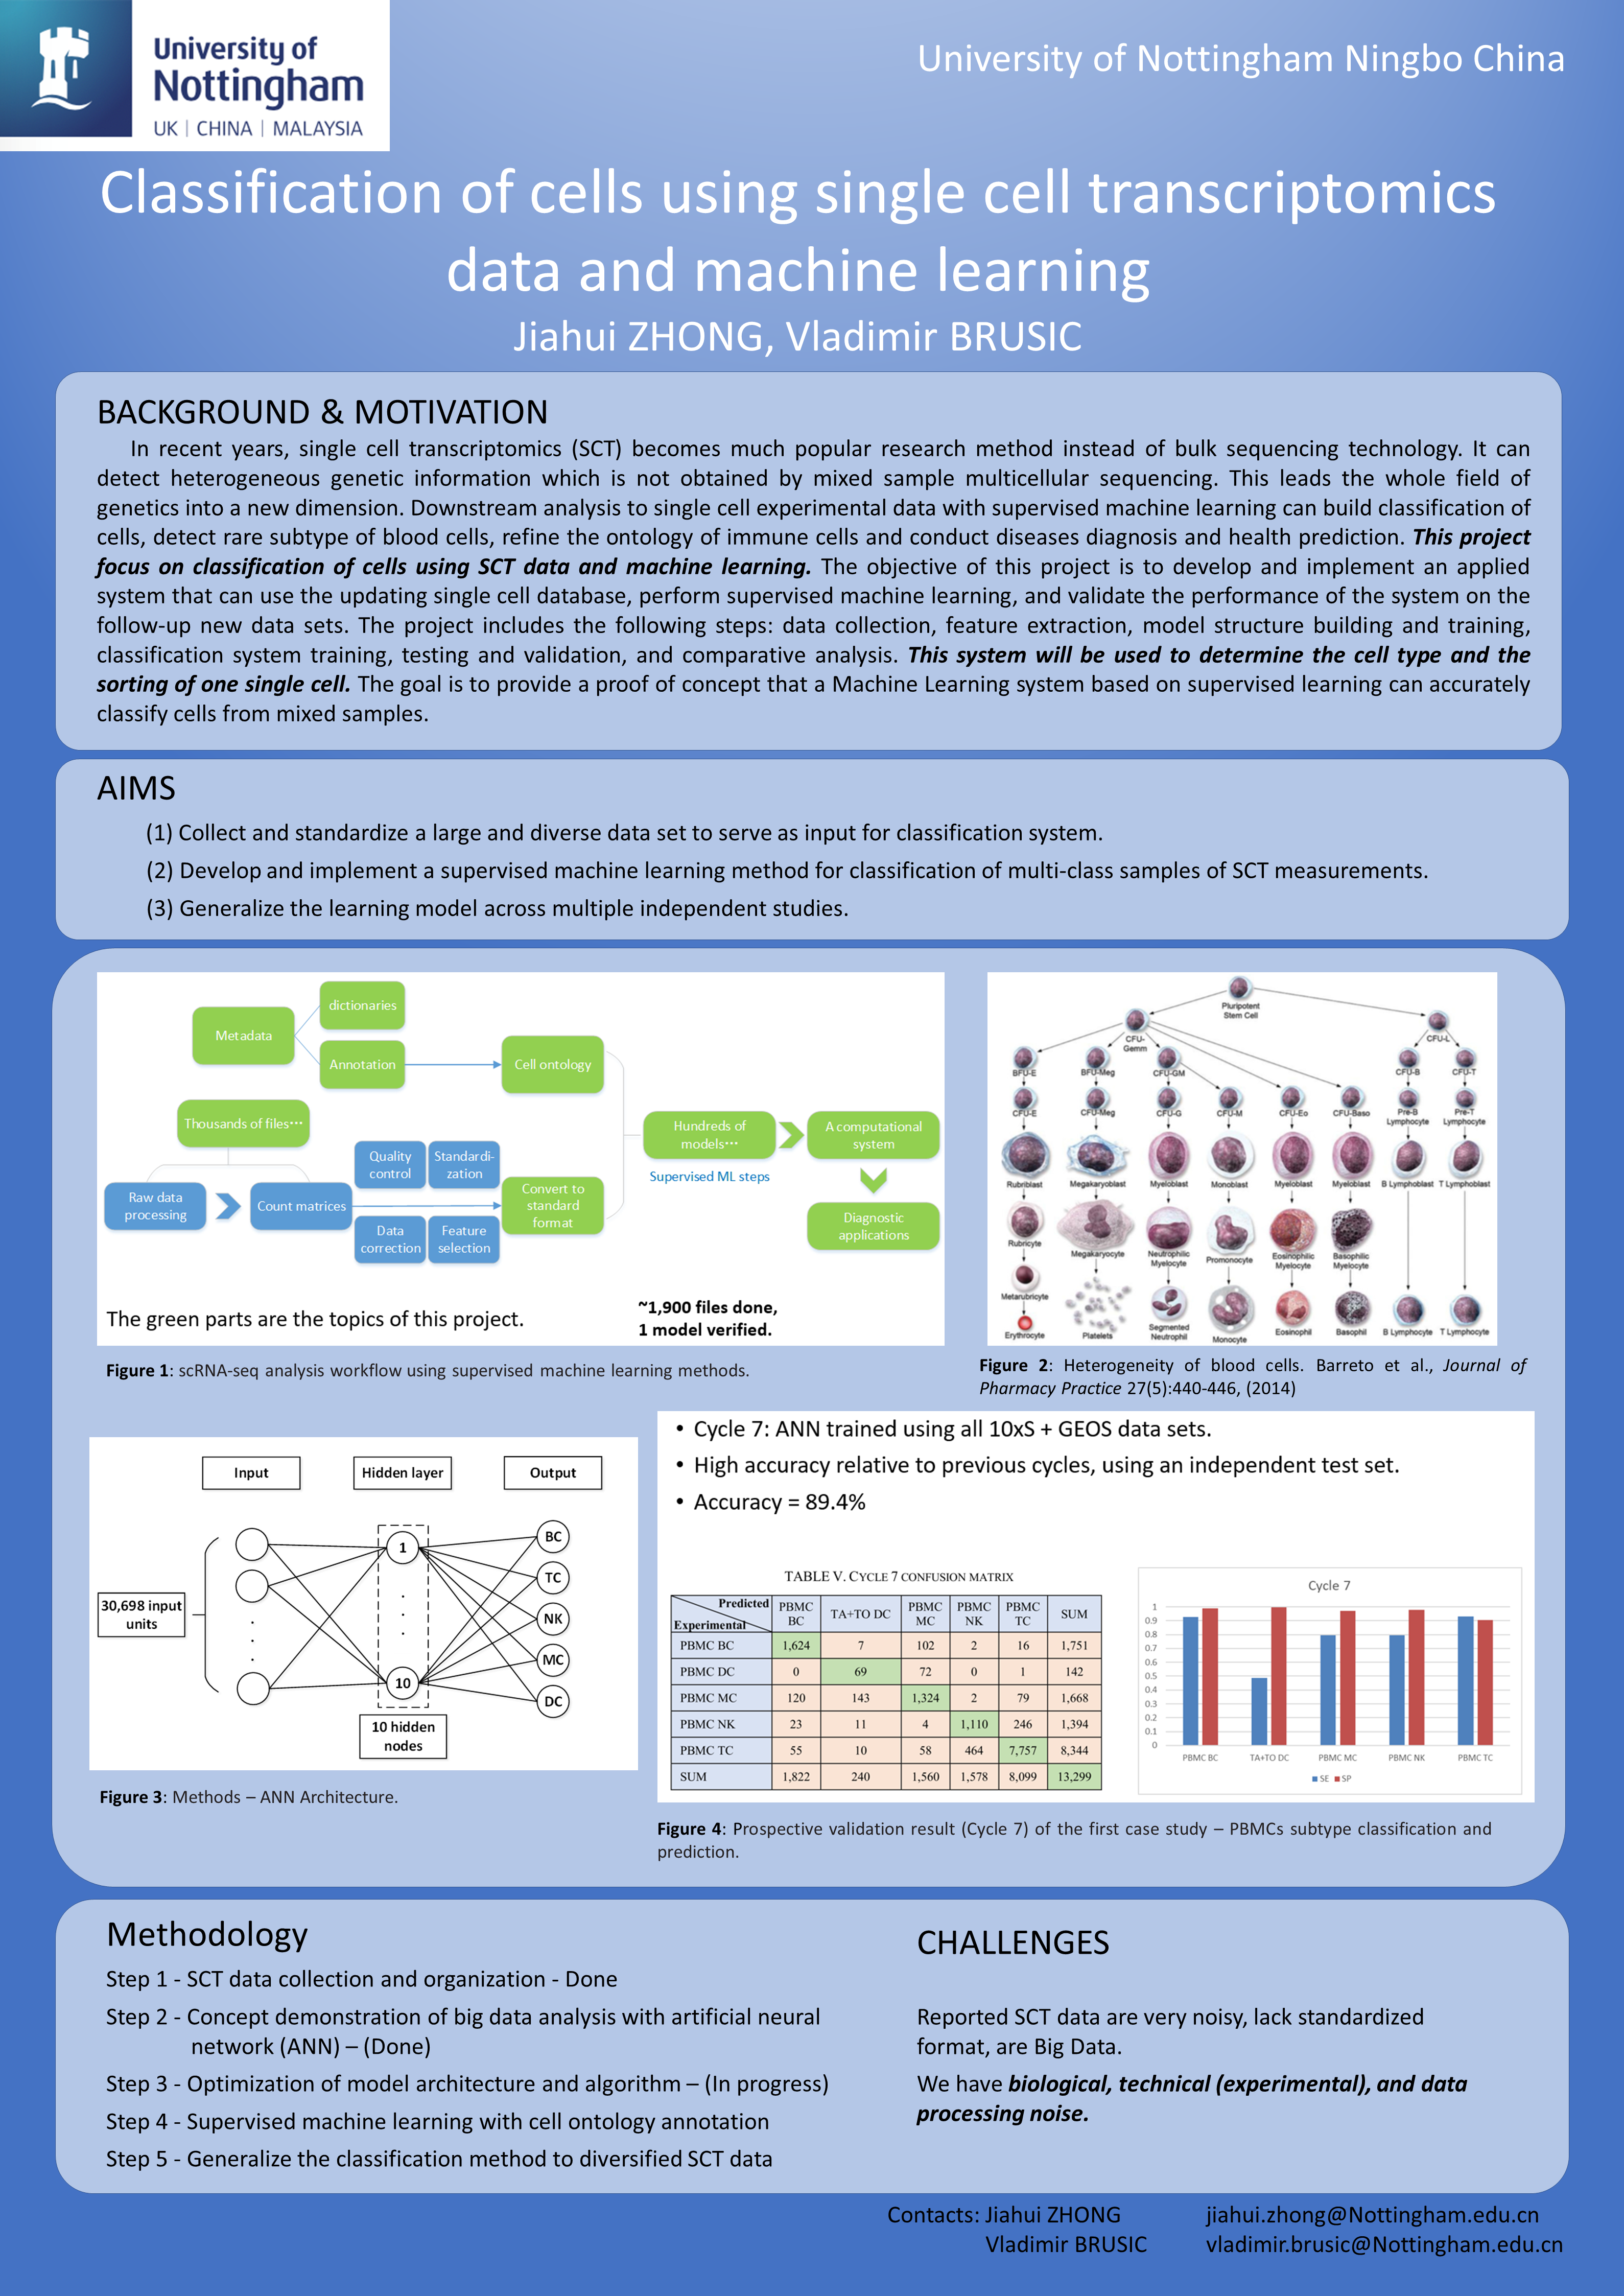 University of
Nottingham
UK | CHINA | MALAYSIA
University of Nottingham Ningbo China
Classification of cells using single cell transcriptomics
data and machine learning
Jiahui ZHONG, Vladimir BRUSIC
BACKGROUND & MOTIVATION
In recent years, single cell transcriptomics (SCT) becomes much popular research method instead of bulk sequencing technology. It can
detect heterogeneous genetic information which is not obtained by mixed sample multicellular sequencing. This leads the whole field of
genetics into a new dimension. Downstream analysis to single cell experimental data with supervised machine learning can build classification of
cells, detect rare subtype of blood cells, refine the ontology of immune cells and conduct diseases diagnosis and health prediction. This project
focus on classification of cells using SCT data and machine learning. The objective of this project is to develop and implement an applied
system that can use the updating single cell database, perform supervised machine learning, and validate the performance of the system on the
follow-up new data sets. The project includes the following steps: data collection, feature extraction, model structure building and training,
classification system training, testing and validation, and comparative analysis. This system will be used to determine the cell type and the
sorting of one single cell. The goal is to provide a proof of concept that a Machine Learning system based on supervised learning can accurately
classify cells from mixed samples.
AIMS
(1) Collect and standardize a large and diverse data set to serve as input for classification system.
(2) Develop and implement a supervised machine learning method for classification of multi-class samples of SCT measurements.
(3) Generalize the learning model across multiple independent studies.
dictionaries
Metadata
Annotation
Cell ontology
Thousands of files···
Quality
control
Standardi-
zation
Raw data
processing
Count matrices
Data
correction
Feature
selection
Convert to
standard
format
Hundreds of
models···
Supervised ML steps
A computational
system
Diagnostic
applications
The green parts are the topics of this project.
~1,900 files done,
1 model verified.
Figure 1: scRNA-seq analysis workflow using supervised machine learning methods.
Pluripotent
Stem Cell
CFU-
Gemm
CFU-L
BFU-E BFU-Meg CFU-GM CFU-B CFU-T
CFU-E CFU-Meg CFU-G CFU-M CFU-Eo CFU-Baso Pre-B
Lymphocyte Pre-T
Lymphocyte
Rubriblast Megakaryoblast Myeloblast Monoblast Myeloblast Myeloblast B Lymphoblast T Lymphoblast
Rubricyte Megakaryocyte Neutrophilic
Myelocyte Promonocyte Eosinophilic
Myelocyte Basophilic
Myelocyte
Metarubricyte
Erythrocyte Platelets Segmented
Neutrophil Monocyte Eosinophil Basophil B Lymphocyte T Lymphocyte
Figure 2: Heterogeneity of blood cells. Barreto et al., Journal of
Pharmacy Practice 27(5):440-446, (2014)
Input Hidden layer Output
30,698 input
units
1
10
BC
TC
NK
MC
DC
10 hidden
nodes
Figure 3: Methods – ANN Architecture.
• Cycle 7: ANN trained using all 10xS + GEOS data sets.
• High accuracy relative to previous cycles, using an independent test set.
• Accuracy = 89.4%
TABLE V. CYCLE 7 CONFUSION MATRIX
Predicted
Experimental PBMC
BC TA+TO DC PBMC
MC PBMC
NK PBMC
TC SUM
PBMC BC 1,624 7 102 2 16 1,751
PBMC DC 0 69 72 0 1 142
PBMC MC 120 143 1,324 2 79 1,668
PBMC NK 23 11 4 1,110 246 1,394
PBMC TC 55 10 58 464 7,757 8,344
SUM 1,822 240 1,560 1,578 8,099 13,299
Cycle 7
1
0.9
0.8
0.7
0.6
0.5
0.4
0.3
0.2
0.1
0
PBMC BC TA+TO DC PBMC MC PBMC NK PBMC TC
SE SP
Figure 4: Prospective validation result (Cycle 7) of the first case study – PBMCs subtype classification and
prediction.
Methodology
Step 1 - SCT data collection and organization - Done
Step 2 - Concept demonstration of big data analysis with artificial neural
network (ANN) – (Done)
Step 3 - Optimization of model architecture and algorithm – (In progress)
Step 4 - Supervised machine learning with cell ontology annotation
Step 5 - Generalize the classification method to diversified SCT data
CHALLENGES
Reported SCT data are very noisy, lack standardized
format, are Big Data.
We have biological, technical (experimental), and data
processing noise.
Contacts: Jiahui ZHONG jiahui.zhong@Nottingham.edu.cn
Vladimir BRUSIC vladimir.brusic@Nottingham.edu.cn